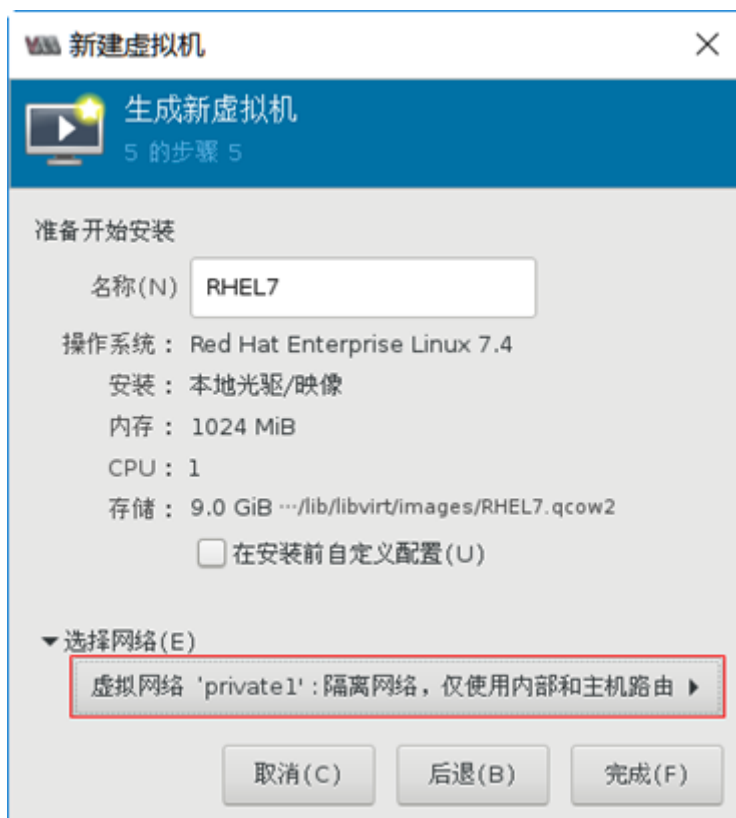 新建虚拟机
生成新虚拟机
5 的步骤 5
准备开始安装
名称(N) RHEL7
操作系统： Red Hat Enterprise Linux 7.4
安装： 本地光驱/映像
内存： 1024 MiB
CPU： 1
存储： 9.0 GiB ···/lib/libvirt/images/RHEL7.qcow2
在安装前自定义配置(U)
选择网络(E)
虚拟网络 'private1' : 隔离网络，仅使用内部和主机路由
取消(C) 后退(B) 完成(F)